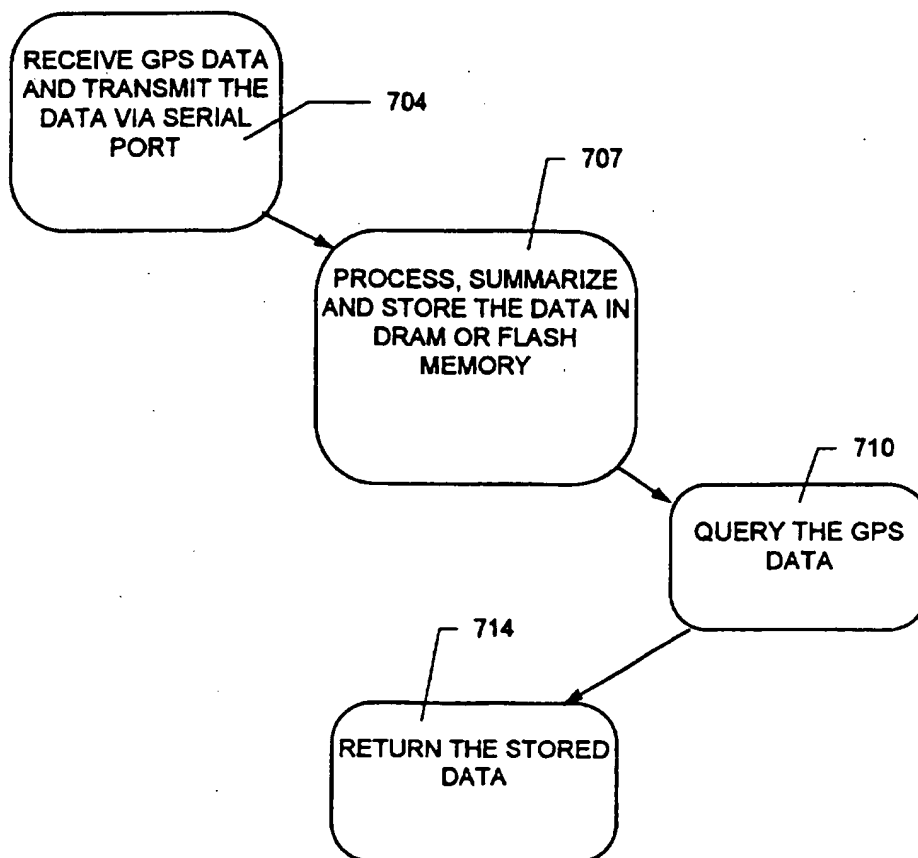 RECEIVE GPS DATA
AND TRANSMIT THE
DATA VIA SERIAL
PORT
704
707
PROCESS, SUMMARIZE
AND STORE THE DATA IN
DRAM OR FLASH
MEMORY
710
QUERY THE GPS
DATA
714
RETURN THE STORED
DATA